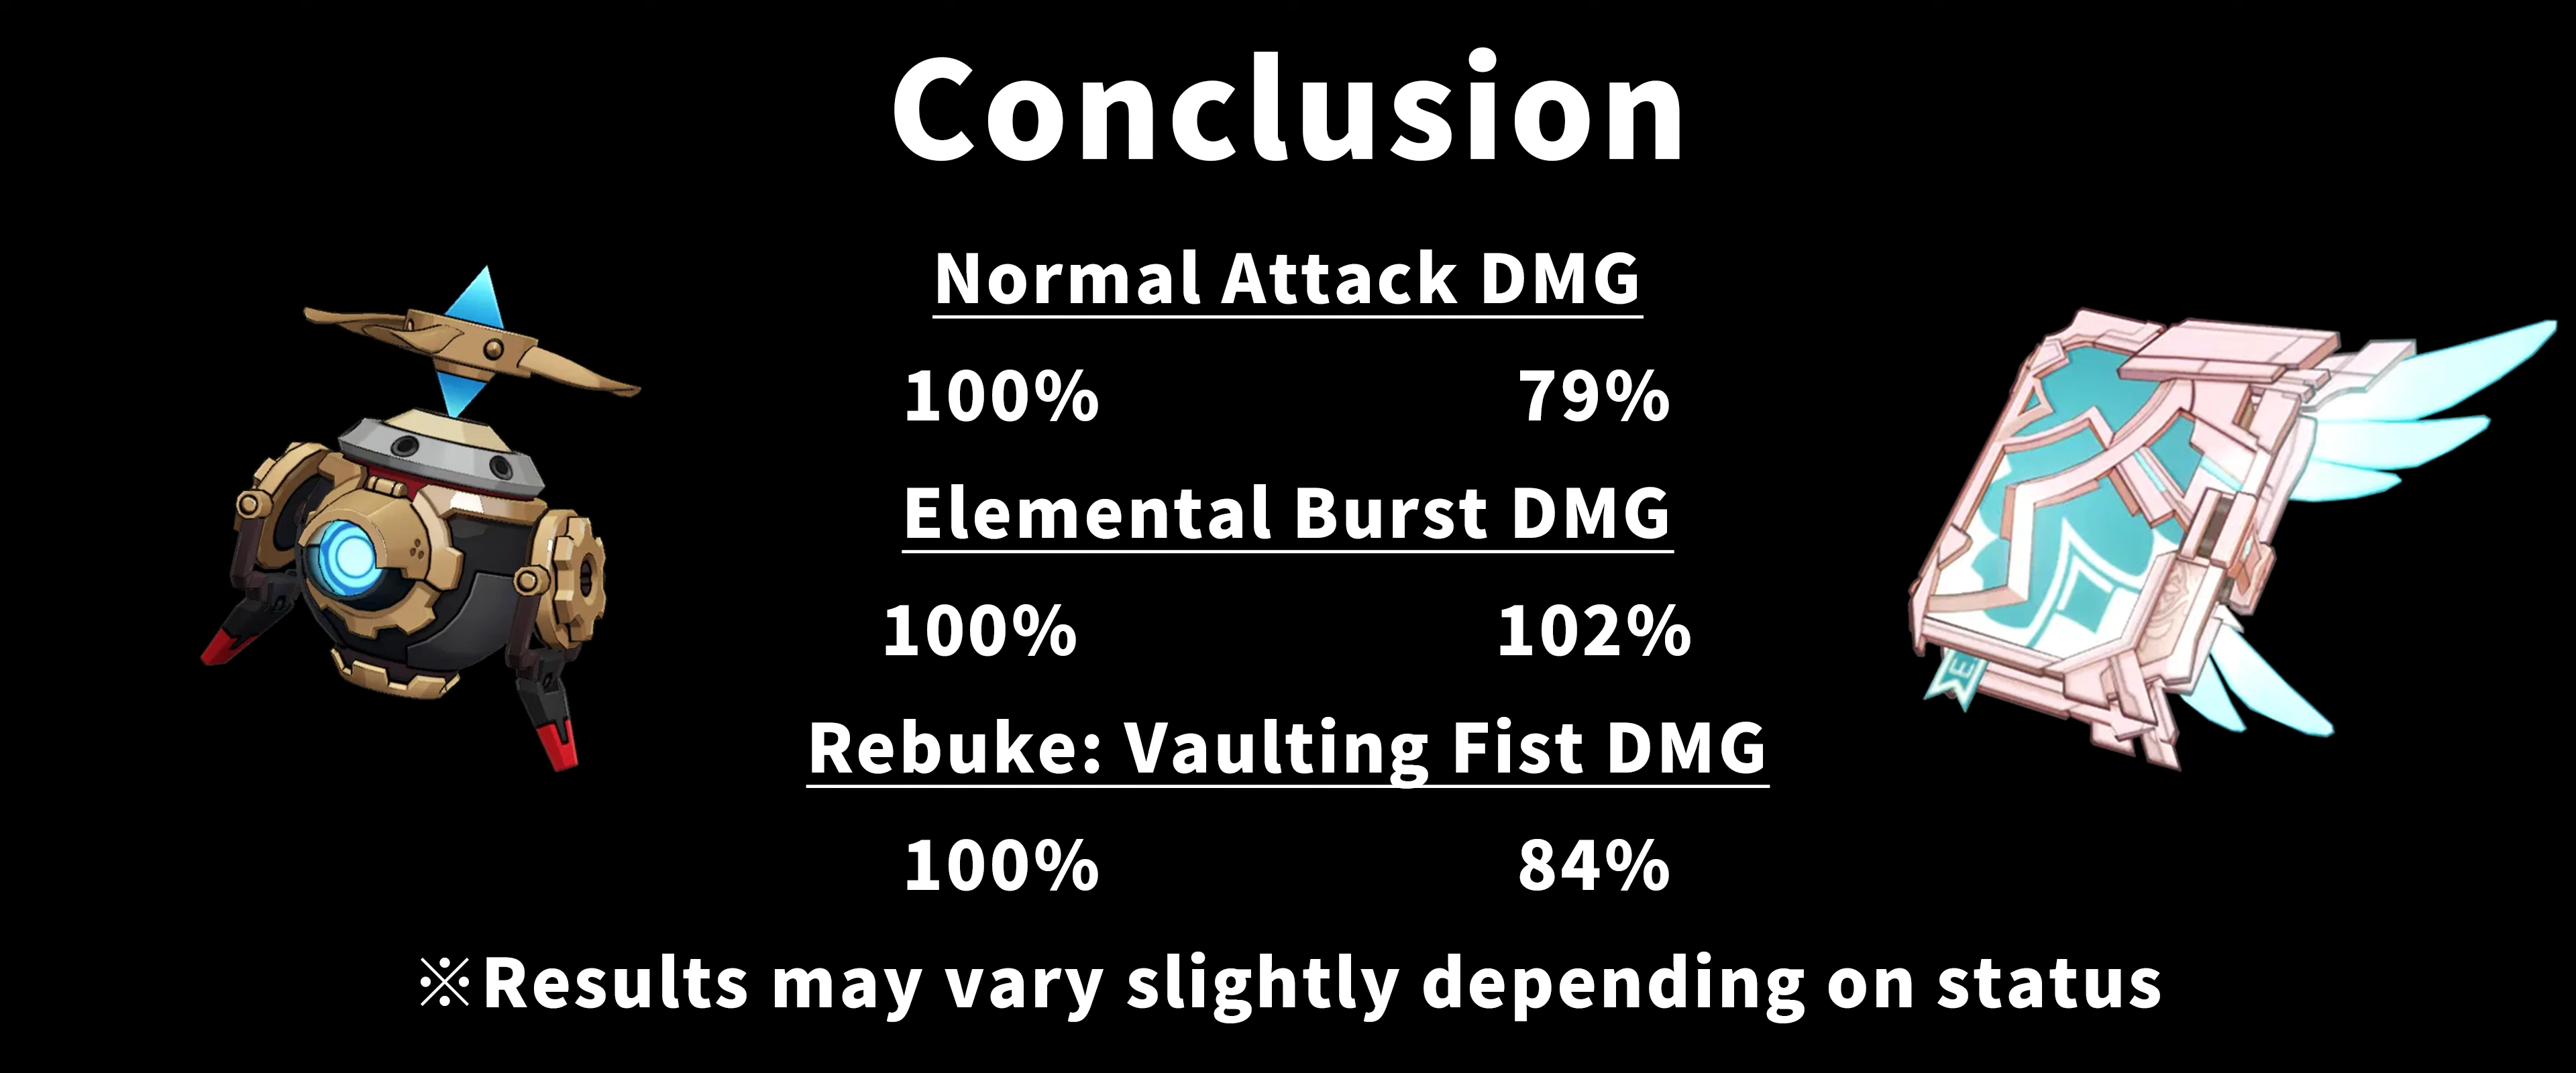 Conclusion
Normal Attack DMG
100% 79%
Elemental Burst DMG
100% 102%
Rebuke: Vaulting Fist DMG
100% 84%
※Results may vary slightly depending on status